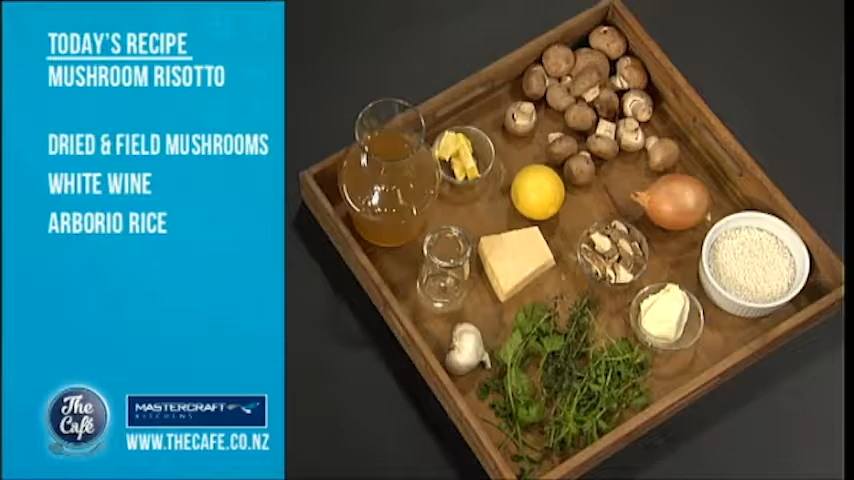 TODAY'S RECIPE
MUSHROOM RISOTTO
DRIED & FIELD MUSHROOMS
WHITE WINE
ARBORIO RICE
The Café
MASTERCRAFT
KITCHENS
WWW.THECAFE.CO.NZ